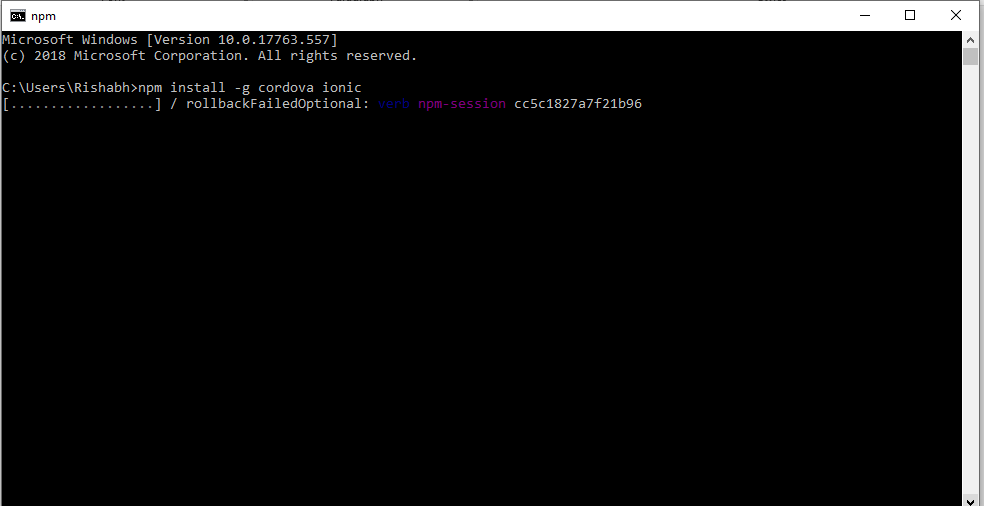 npm
Microsoft Windows [Version 10.0.17763.557]
(c) 2018 Microsoft Corporation. All rights reserved.
C:\Users\Rishabh>npm install -g cordova ionic
[..................] / rollbackFailedOptional: verb npm-session cc5c1827a7f21b96